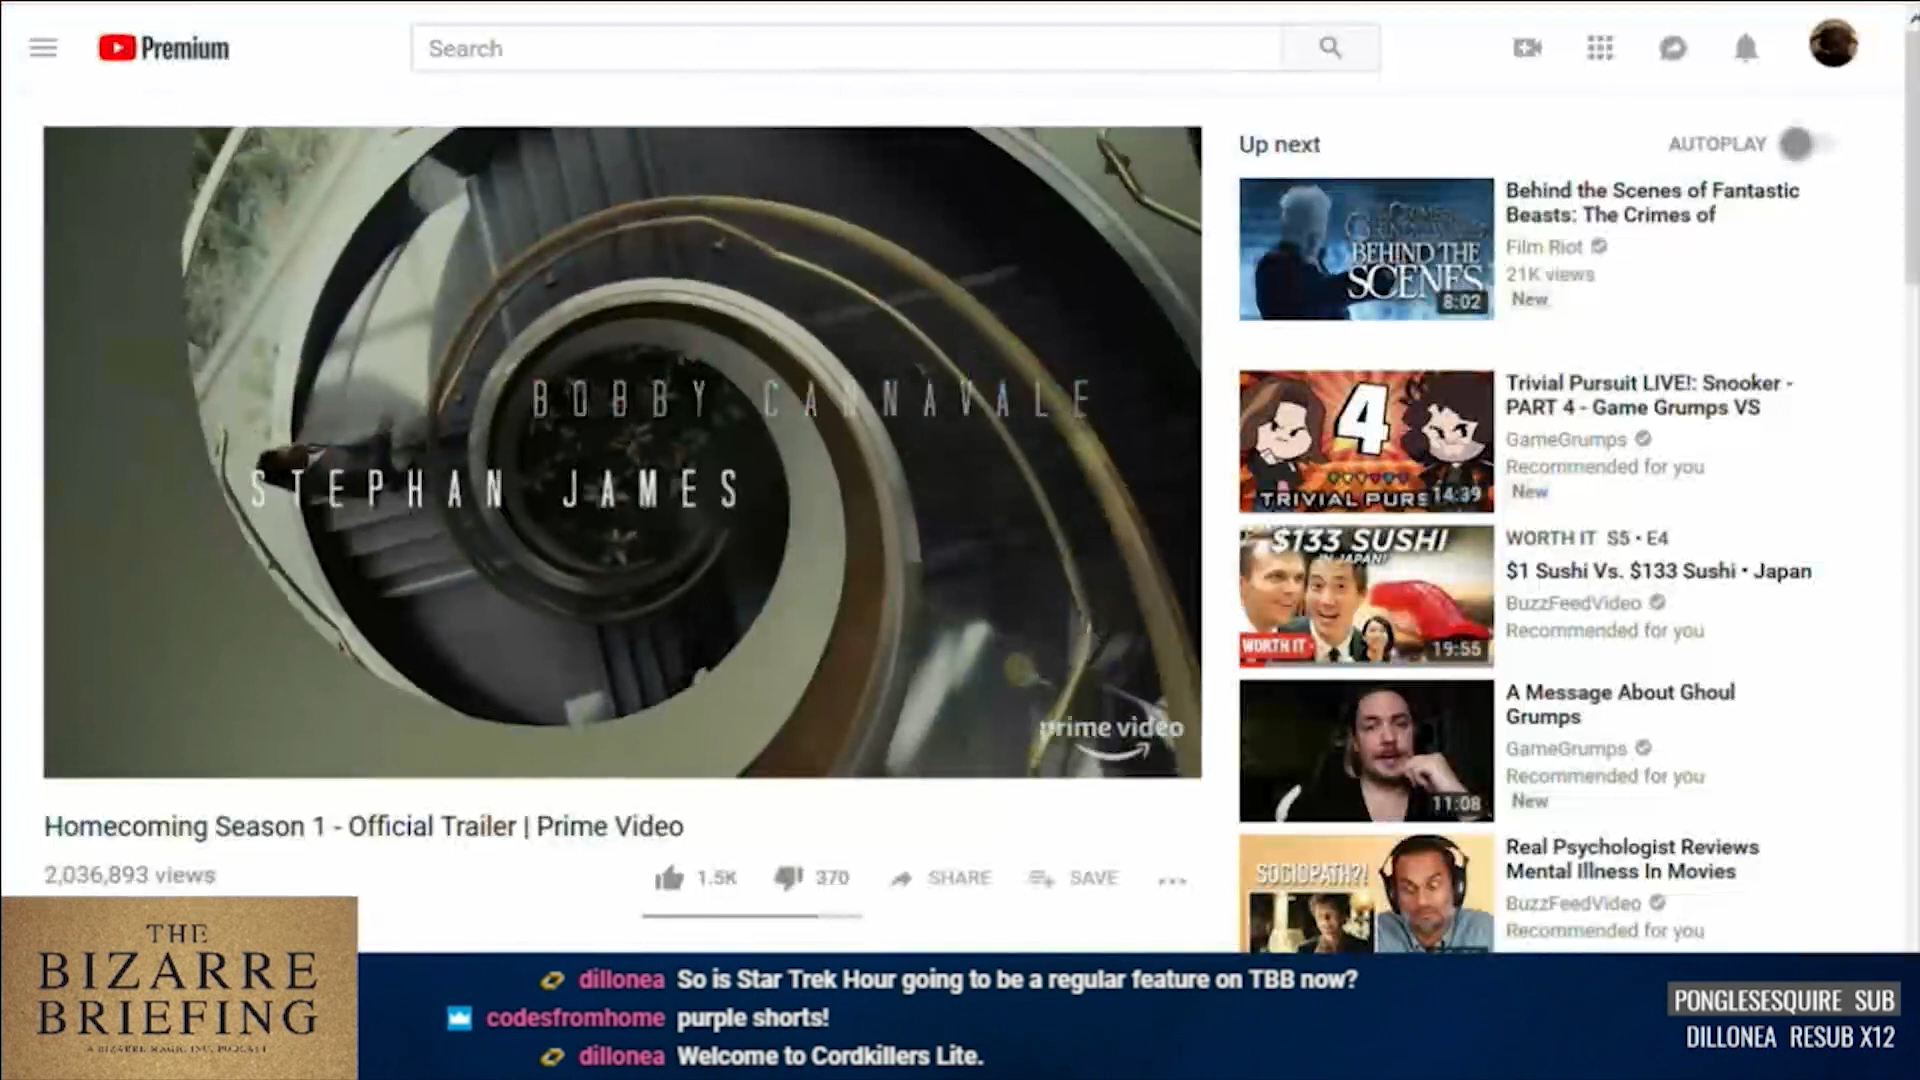 Premium
Search
BOBBY CANNAVALE
STEPHAN JAMES
prime video
Homecoming Season 1 - Official Trailer | Prime Video
2,036,893 views
1.5K
370
SHARE
SAVE
Up next
AUTOPLAY
BEHIND THE
SCENES
8:02
Behind the Scenes of Fantastic
Beasts: The Crimes of
Film Riot
21K views
New
4
TRIVIAL PURS
14:39
Trivial Pursuit LIVE!: Snooker -
PART 4 - Game Grumps VS
GameGrumps
Recommended for you
New
$133 SUSHI
IN JAPAN!
WORTH IT
19:55
WORTH IT S5 • E4
$1 Sushi Vs. $133 Sushi • Japan
BuzzFeedVideo
Recommended for you
11:08
A Message About Ghoul
Grumps
GameGrumps
Recommended for you
New
SOCIOPATH?!
Real Psychologist Reviews
Mental Illness In Movies
BuzzFeedVideo
Recommended for you
THE
BIZARRE
BRIEFING
A BIZARRE MAGIC INC. PODCAST
dillonea So is Star Trek Hour going to be a regular feature on TBB now?
codesfromhome purple shorts!
dillonea Welcome to Cordkillers Lite.
PONGLESESQUIRE SUB
DILLONEA RESUB X12